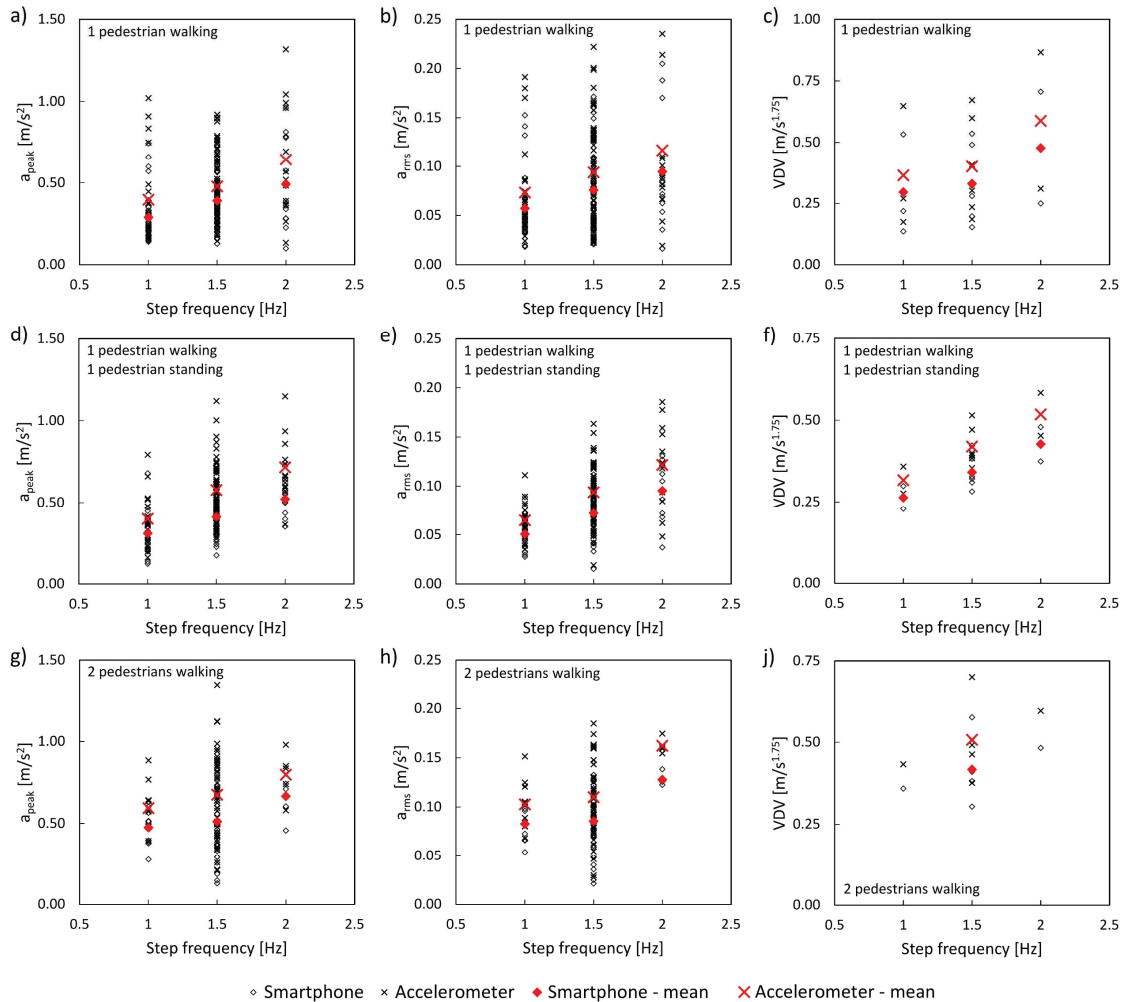 a)
1 pedestrian walking
a_peak [m/s²]
1.50
1.00
0.50
0.00
0.5 1 1.5 2 2.5
Step frequency [Hz]
b)
1 pedestrian walking
a_rms [m/s²]
0.25
0.20
0.15
0.10
0.05
0.00
0.5 1 1.5 2 2.5
Step frequency [Hz]
c)
1 pedestrian walking
VDV [m/s^1.75]
1.00
0.75
0.50
0.25
0.00
0.5 1 1.5 2 2.5
Step frequency [Hz]
d)
1 pedestrian walking
1 pedestrian standing
a_peak [m/s²]
1.50
1.00
0.50
0.00
0.5 1 1.5 2 2.5
Step frequency [Hz]
e)
1 pedestrian walking
1 pedestrian standing
a_rms [m/s²]
0.25
0.20
0.15
0.10
0.05
0.00
0.5 1 1.5 2 2.5
Step frequency [Hz]
f)
1 pedestrian walking
1 pedestrian standing
VDV [m/s^1.75]
0.75
0.50
0.25
0.00
0.5 1 1.5 2 2.5
Step frequency [Hz]
g)
2 pedestrians walking
a_peak [m/s²]
1.50
1.00
0.50
0.00
0.5 1 1.5 2 2.5
Step frequency [Hz]
h)
2 pedestrians walking
a_rms [m/s²]
0.25
0.20
0.15
0.10
0.05
0.00
0.5 1 1.5 2 2.5
Step frequency [Hz]
j)
VDV [m/s^1.75]
0.75
0.50
0.25
0.00
2 pedestrians walking
0.5 1 1.5 2 2.5
Step frequency [Hz]
Smartphone Accelerometer Smartphone - mean Accelerometer - mean